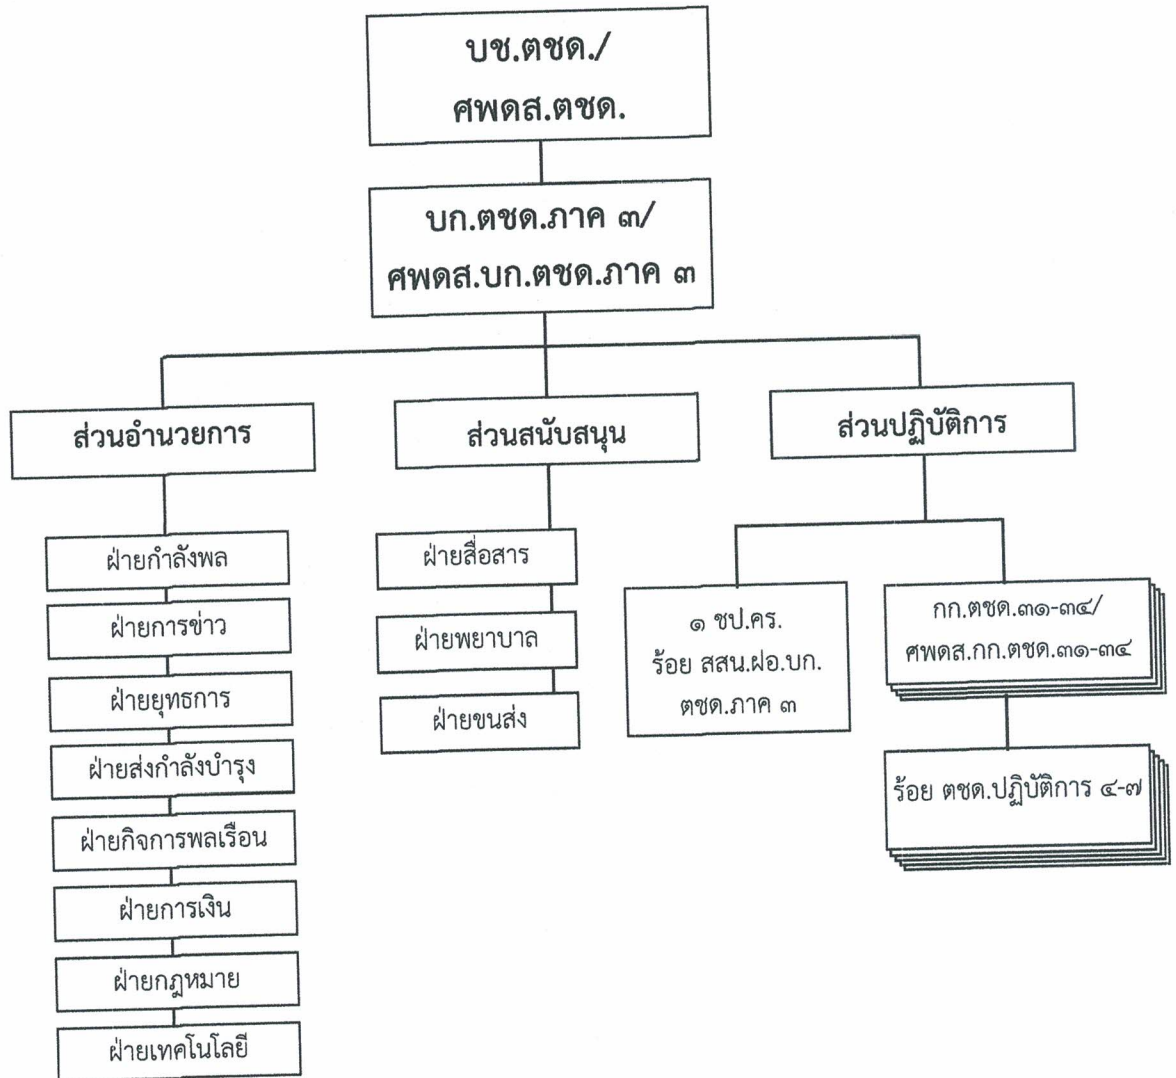 บช.ตชด./
ศพดส.ตชด.
บก.ตชด.ภาค ๓/
ศพดส.บก.ตชด.ภาค ๓
ส่วนอำนวยการ
ส่วนสนับสนุน
ส่วนปฏิบัติการ
ฝ่ายกำลังพล
ฝ่ายการข่าว
ฝ่ายยุทธการ
ฝ่ายส่งกำลังบำรุง
ฝ่ายกิจการพลเรือน
ฝ่ายการเงิน
ฝ่ายกฎหมาย
ฝ่ายเทคโนโลยี
ฝ่ายสื่อสาร
ฝ่ายพยาบาล
ฝ่ายขนส่ง
๑ ชป.คร.
ร้อย สสน.ฝอ.บก.
ตชด.ภาค ๓
กก.ตชด.๓๑-๓๔/
ศพดส.กก.ตชด.๓๑-๓๔
ร้อย ตชด.ปฏิบัติการ ๔-๗